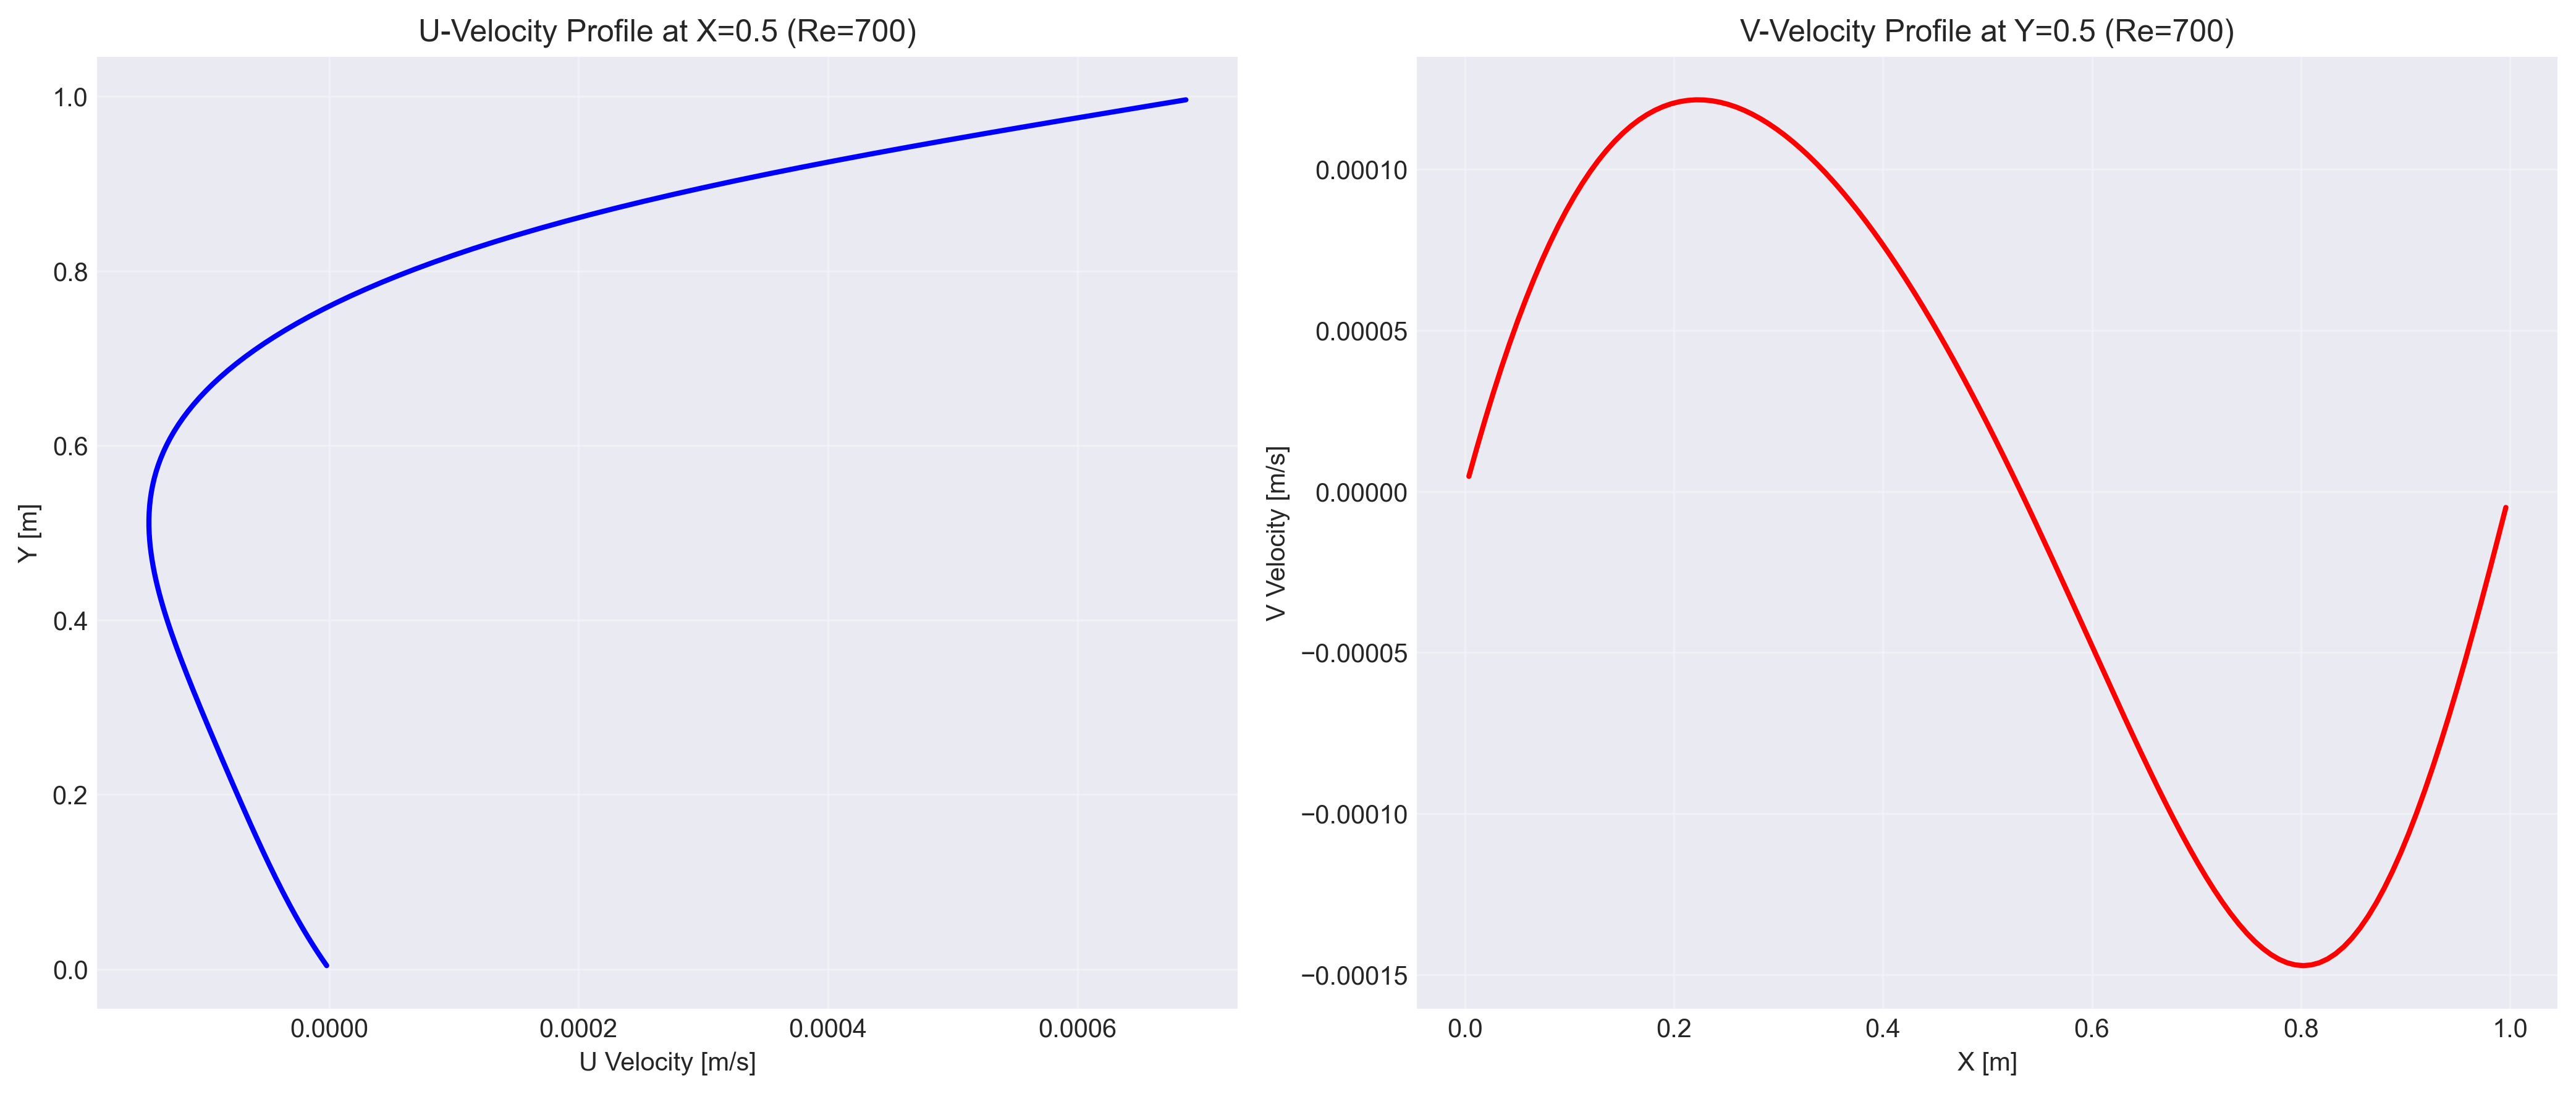 U-Velocity Profile at X=0.5 (Re=700)
1.0
0.8
0.6
0.4
0.2
0.0
Y [m]
0.0000 0.0002 0.0004 0.0006
U Velocity [m/s]
V-Velocity Profile at Y=0.5 (Re=700)
0.00010
0.00005
0.00000
−0.00005
−0.00010
−0.00015
V Velocity [m/s]
0.0 0.2 0.4 0.6 0.8 1.0
X [m]